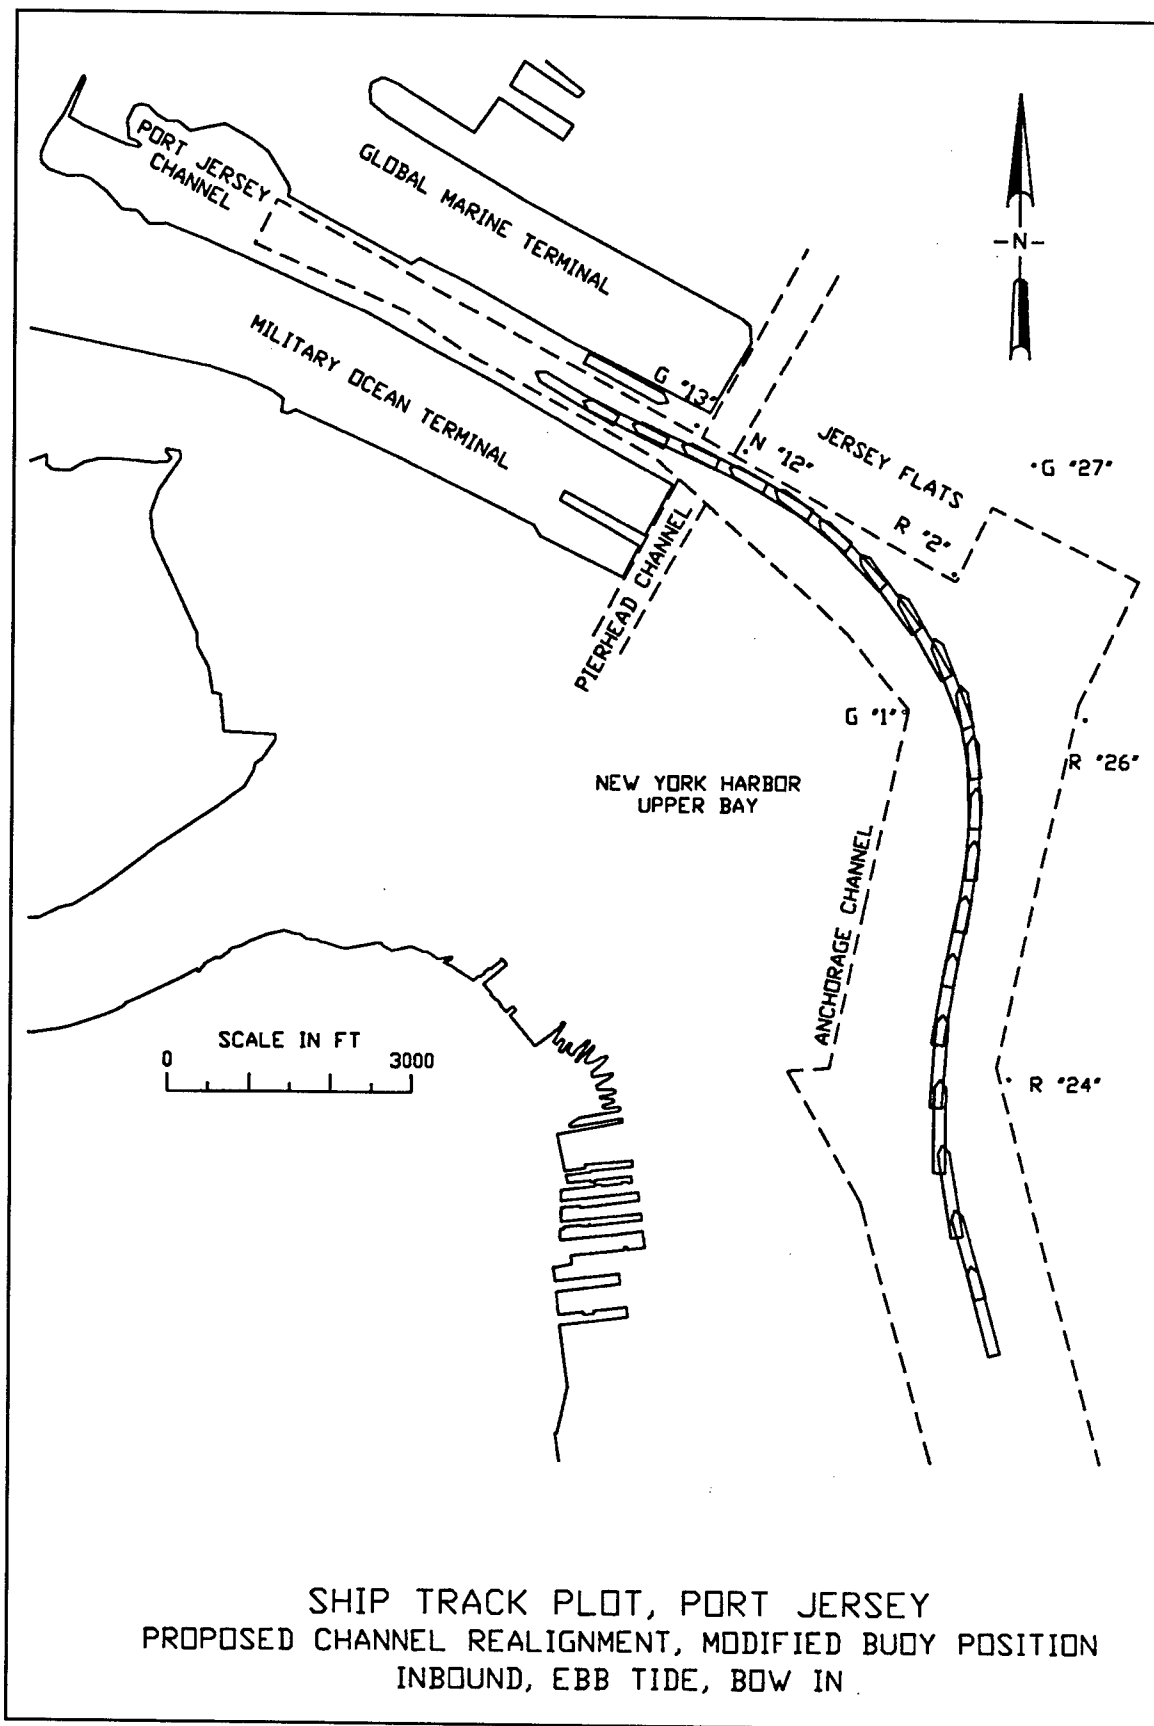 PORT JERSEY
CHANNEL
GLOBAL MARINE TERMINAL
-N-
MILITARY OCEAN TERMINAL
G "13"
N "12"
JERSEY FLATS
G "27"
R "2"
PIERHEAD CHANNEL
G "1"
R "26"
NEW YORK HARBOR
UPPER BAY
ANCHORAGE CHANNEL
SCALE IN FT
0 3000
R "24"
SHIP TRACK PLOT, PORT JERSEY
PROPOSED CHANNEL REALIGNMENT, MODIFIED BUOY POSITION
INBOUND, EBB TIDE, BOW IN